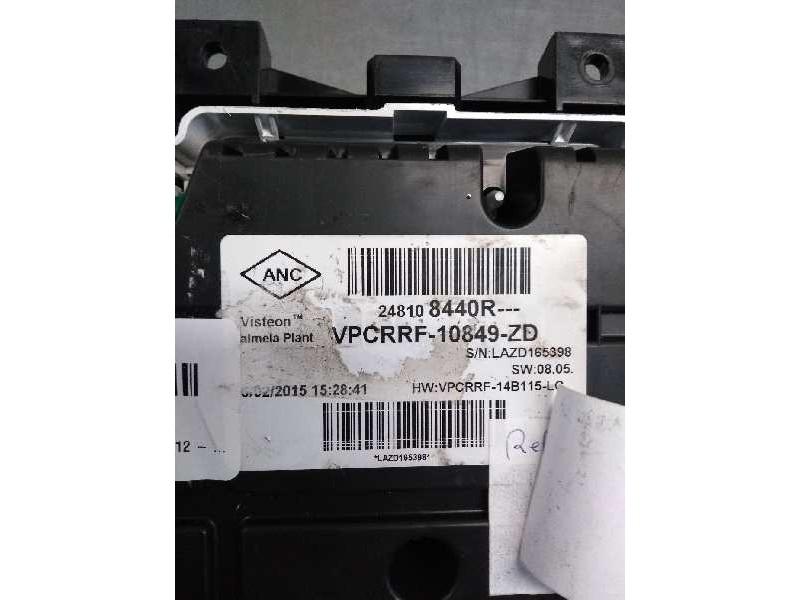 ANC
24810 8440R---
Visteon™
almela Plant
VPCRRF-10849-ZD
S/N:LAZD165398
SW:08.05.
/02/2015 15:28:41
HW:VPCRRF-14B115-LC
12 - ...
*LAZD165398*